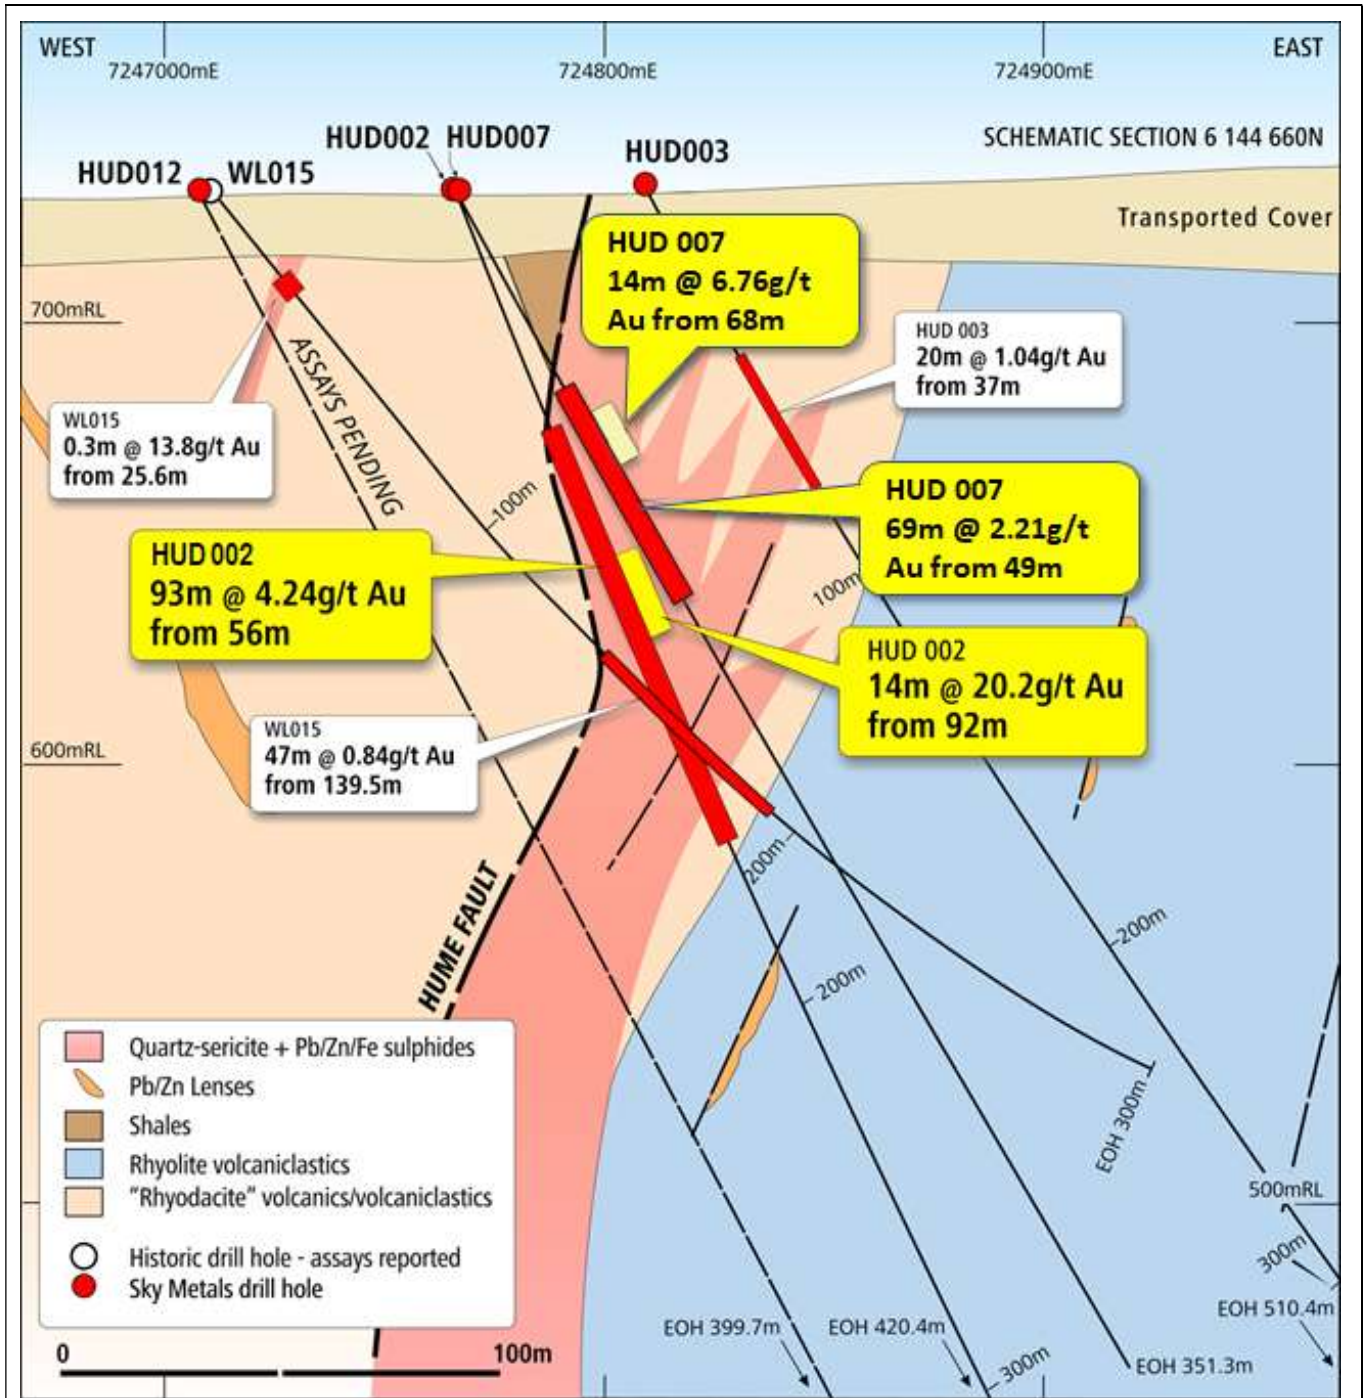 WEST
EAST
7247000mE
724800mE
724900mE
SCHEMATIC SECTION 6 144 660N
HUD002
HUD007
HUD003
HUD012
WL015
Transported Cover
HUD 007
14m @ 6.76g/t
Au from 68m
700mRL
HUD 003
20m @ 1.04g/t Au
from 37m
ASSAYS PENDING
WL015
0.3m @ 13.8g/t Au
from 25.6m
100m
HUD 007
69m @ 2.21g/t
Au from 49m
HUD 002
93m @ 4.24g/t Au
from 56m
100m
HUD 002
14m @ 20.2g/t Au
from 92m
WL015
47m @ 0.84g/t Au
from 139.5m
600mRL
200m
HUME FAULT
200m
200m
Quartz-sericite + Pb/Zn/Fe sulphides
Pb/Zn Lenses
Shales
Rhyolite volcaniclastics
"Rhyodacite" volcanics/volcaniclastics
Historic drill hole - assays reported
Sky Metals drill hole
EOH 300m
500mRL
300m
EOH 510.4m
EOH 399.7m
EOH 420.4m
300m
EOH 351.3m
0
100m